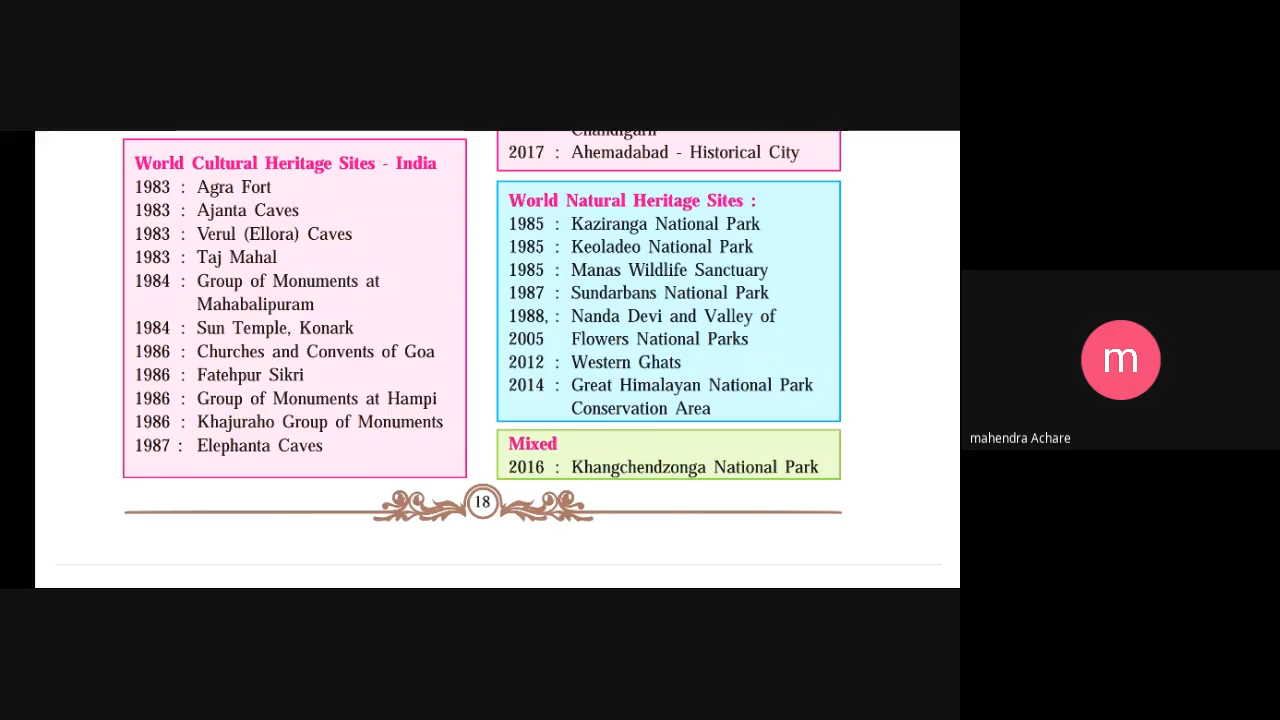 World Cultural Heritage Sites - India
1983 : Agra Fort
1983 : Ajanta Caves
1983 : Verul (Ellora) Caves
1983 : Taj Mahal
1984 : Group of Monuments at
Mahabalipuram
1984 : Sun Temple, Konark
1986 : Churches and Convents of Goa
1986 : Fatehpur Sikri
1986 : Group of Monuments at Hampi
1986 : Khajuraho Group of Monuments
1987 : Elephanta Caves
Chandigarh
2017 : Ahemadabad - Historical City
World Natural Heritage Sites :
1985 : Kaziranga National Park
1985 : Keoladeo National Park
1985 : Manas Wildlife Sanctuary
1987 : Sundarbans National Park
1988, : Nanda Devi and Valley of
2005 Flowers National Parks
2012 : Western Ghats
2014 : Great Himalayan National Park
Conservation Area
Mixed
2016 : Khangchendzonga National Park
18
m
mahendra Achare